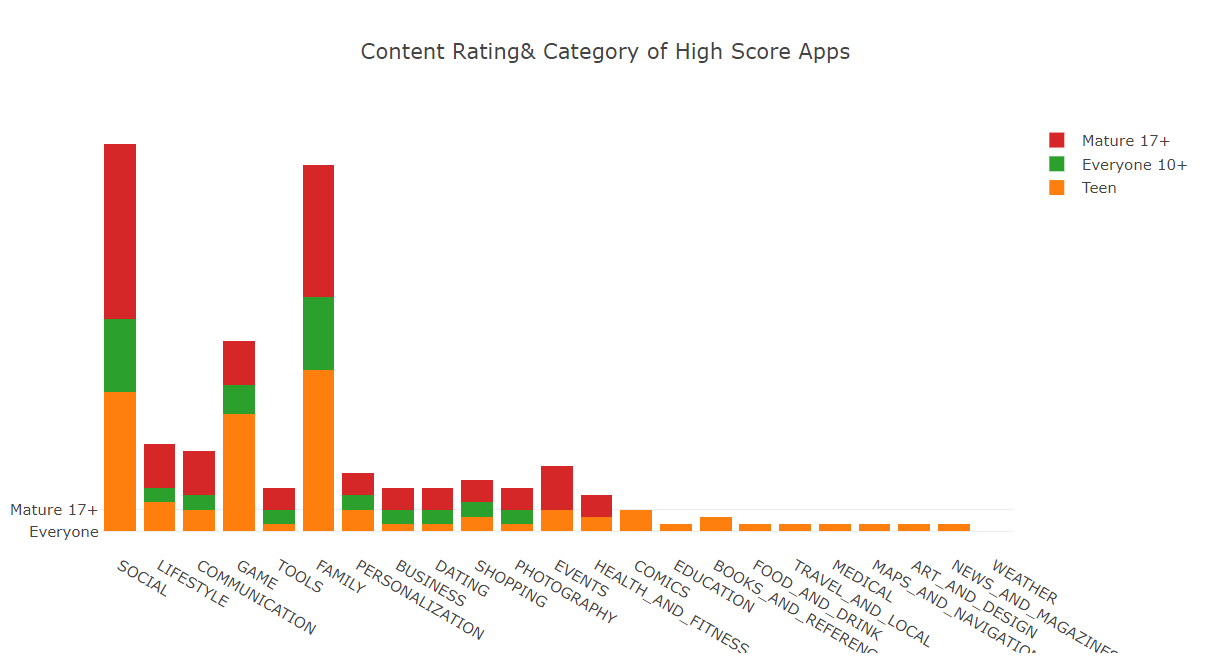 Content Rating& Category of High Score Apps
Mature 17+
Everyone 10+
Teen
Mature 17+
Everyone
SOCIAL
LIFESTYLE
COMMUNICATION
GAME
TOOLS
FAMILY
PERSONALIZATION
BUSINESS
DATING
SHOPPING
PHOTOGRAPHY
EVENTS
HEALTH_AND_FITNESS
COMICS
EDUCATION
BOOKS_AND_REFERENC
FOOD_AND_DRINK
TRAVEL_AND_LOCAL
MEDICAL
MAPS_AND_NAVIGATION
ART_AND_DESIGN
NEWS_AND_MAGAZINES
WEATHER